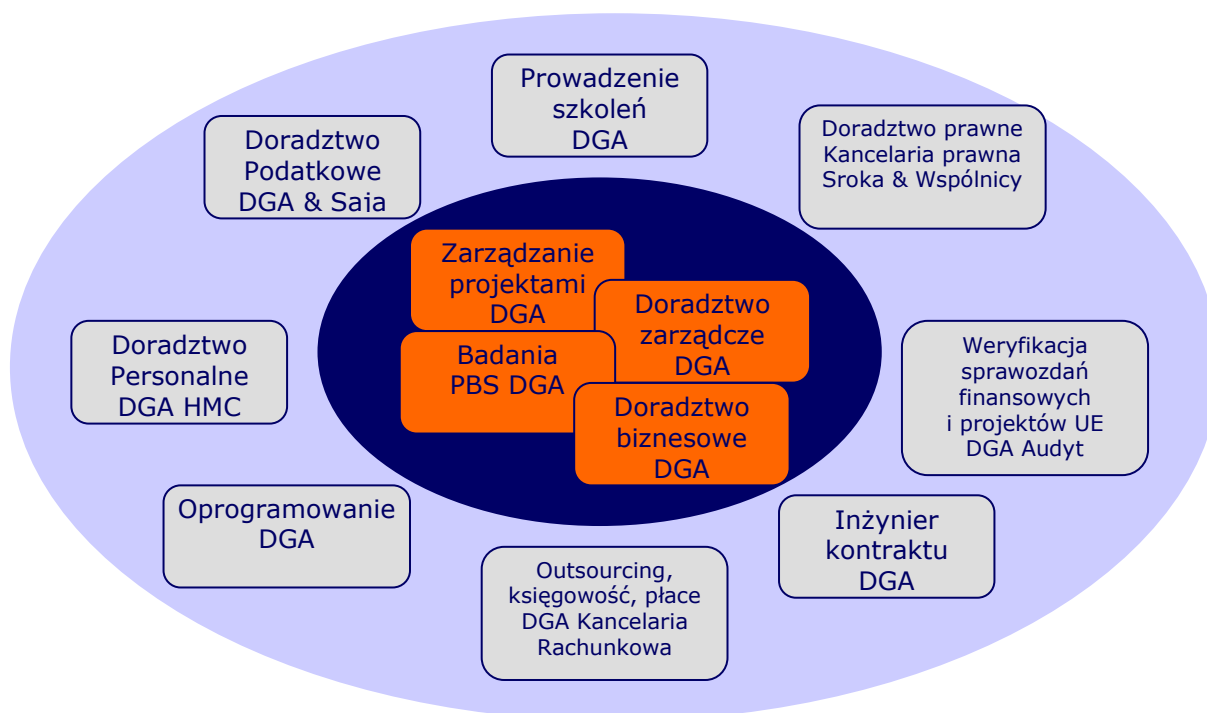 Prowadzenie
szkoleń
DGA
Doradztwo
Podatkowe
DGA & Saja
Doradztwo prawne
Kancelaria prawna
Sroka & Wspólnicy
Zarządzanie
projektami
DGA
Doradztwo
zarządcze
DGA
Badania
PBS DGA
Doradztwo
biznesowe
DGA
Doradztwo
Personalne
DGA HMC
Weryfikacja
sprawozdań
finansowych
i projektów UE
DGA Audyt
Oprogramowanie
DGA
Inżynier
kontraktu
DGA
Outsourcing,
księgowość, płace
DGA Kancelaria
Rachunkowa